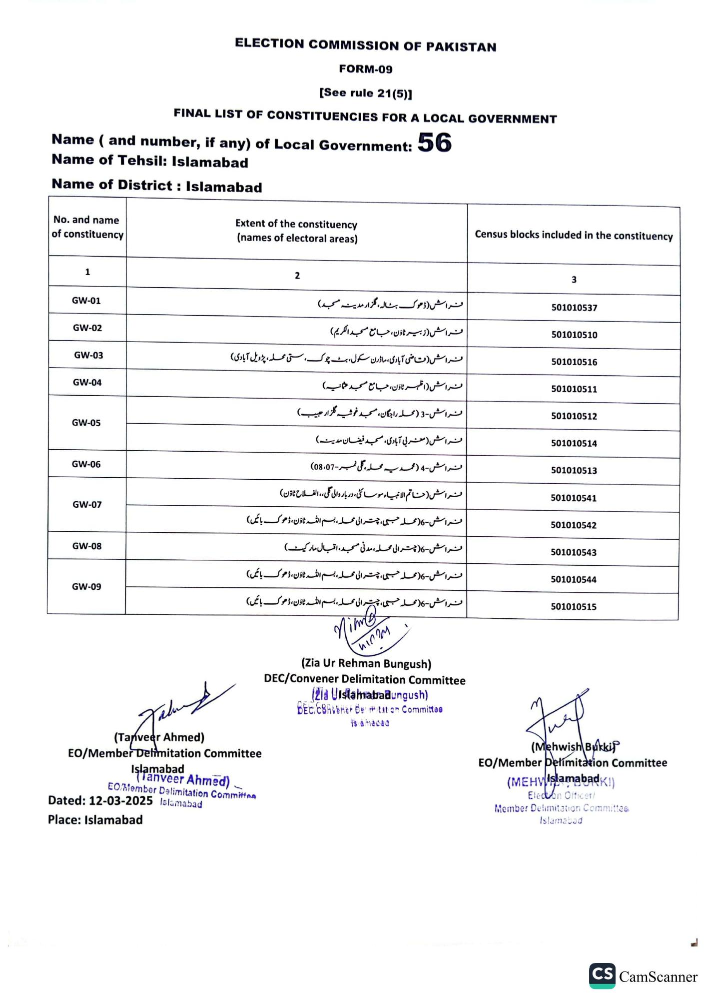 ELECTION COMMISSION OF PAKISTAN
FORM-09
[See rule 21(5)]
FINAL LIST OF CONSTITUENCIES FOR A LOCAL GOVERNMENT
Name ( and number, if any) of Local Government: 56
Name of Tehsil: Islamabad
Name of District : Islamabad
No. and name of constituency Extent of the constituency (names of electoral areas) Census blocks included in the constituency
1 2 3
GW-01 فراش(ڈھوک بٹالہ،گلزار مدینہ مسجد) 501010537
GW-02 فراش(زبیر ٹاؤن، جامع مسجد الکریم) 501010510
GW-03 فراش(قاضی آبادی،ماڈرن سکول،بٹ چوک،ستی محلہ،پڑویل آبادی) 501010516
GW-04 فراش(اظہر ٹاؤن، جامع مسجد عثمانیہ) 501010511
GW-05 فراش-3 (محلہ راجگان، مسجد غوثیہ گلزار حبیب) 501010512
فراش(مغربی آبادی، مسجد فیضان مدینہ) 501010514
GW-06 فراش-4 (محمدیہ محلہ،گلی نمبر-08،07) 501010513
GW-07 فراش(خاتم الانبیاء سوسائٹی،دربار والی گلی،،الفلاح ٹاؤن) 501010541
فراش-6(محلہ حبیبی،چترالی محلہ،بسم اللہ ٹاؤن،ڈھوک بائیں) 501010542
GW-08 فراش-6(چترالی محلہ،مدنی مسجد،اقبال مارکیٹ) 501010543
GW-09 فراش-6(محلہ حبیبی،چترالی محلہ،بسم اللہ ٹاؤن،ڈھوک بائیں) 501010544
فراش-6(محلہ حبیبی،چترالی محلہ،بسم اللہ ٹاؤن،ڈھوک بائیں) 501010515
(Zia Ur Rehman Bungush)
DEC/Convener Delimitation Committee
Islamabad
(Zia Ur Rehman Bungush)
DEC/Convener Delimitation Committee
Islamabad
(Tanveer Ahmed)
EO/Member Delimitation Committee
Islamabad
(Tanveer Ahmed)
EO/Member Delimitation Committee
Islamabad
(Mehwish Burki)
EO/Member Delimitation Committee
Islamabad
(MEHWISH BURKI)
Election Officer/
Member Delimitation Committee
Islamabad
Dated: 12-03-2025
Place: Islamabad
CS CamScanner